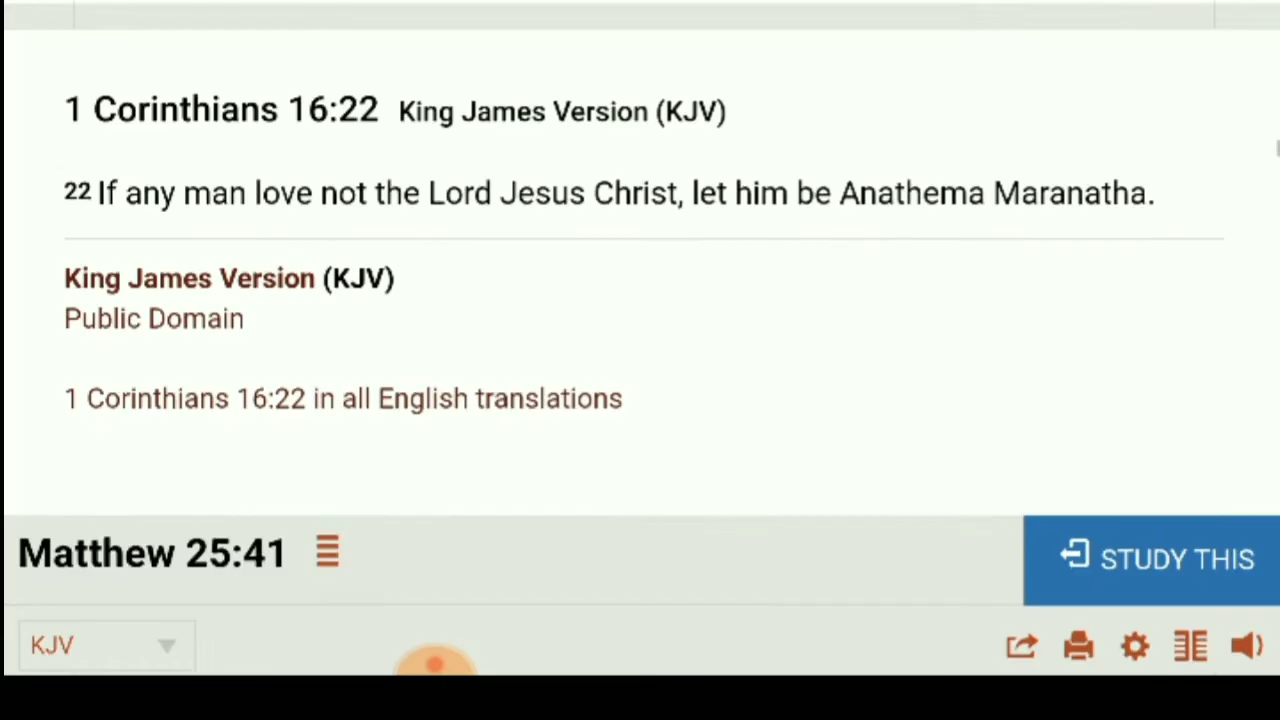 1 Corinthians 16:22 King James Version (KJV)
22 If any man love not the Lord Jesus Christ, let him be Anathema Maranatha.
King James Version (KJV)
Public Domain
1 Corinthians 16:22 in all English translations
Matthew 25:41
STUDY THIS
KJV